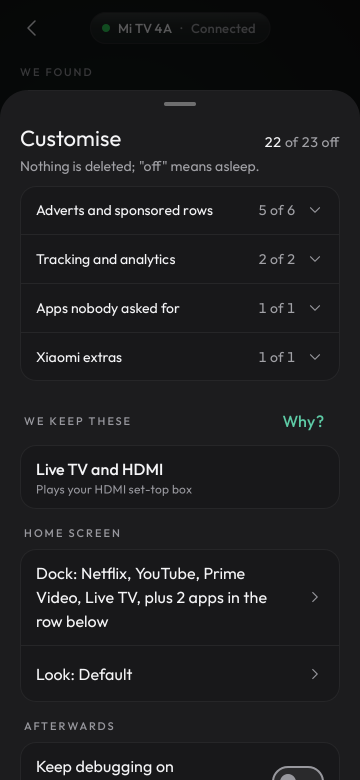 Mi TV 4A · Connected
WE FOUND
Customise
22 of 23 off
Nothing is deleted; "off" means asleep.
Adverts and sponsored rows 5 of 6
Tracking and analytics 2 of 2
Apps nobody asked for 1 of 1
Xiaomi extras 1 of 1
WE KEEP THESE Why?
Live TV and HDMI
Plays your HDMI set-top box
HOME SCREEN
Dock: Netflix, YouTube, Prime
Video, Live TV, plus 2 apps in the
row below
Look: Default
AFTERWARDS
Keep debugging on